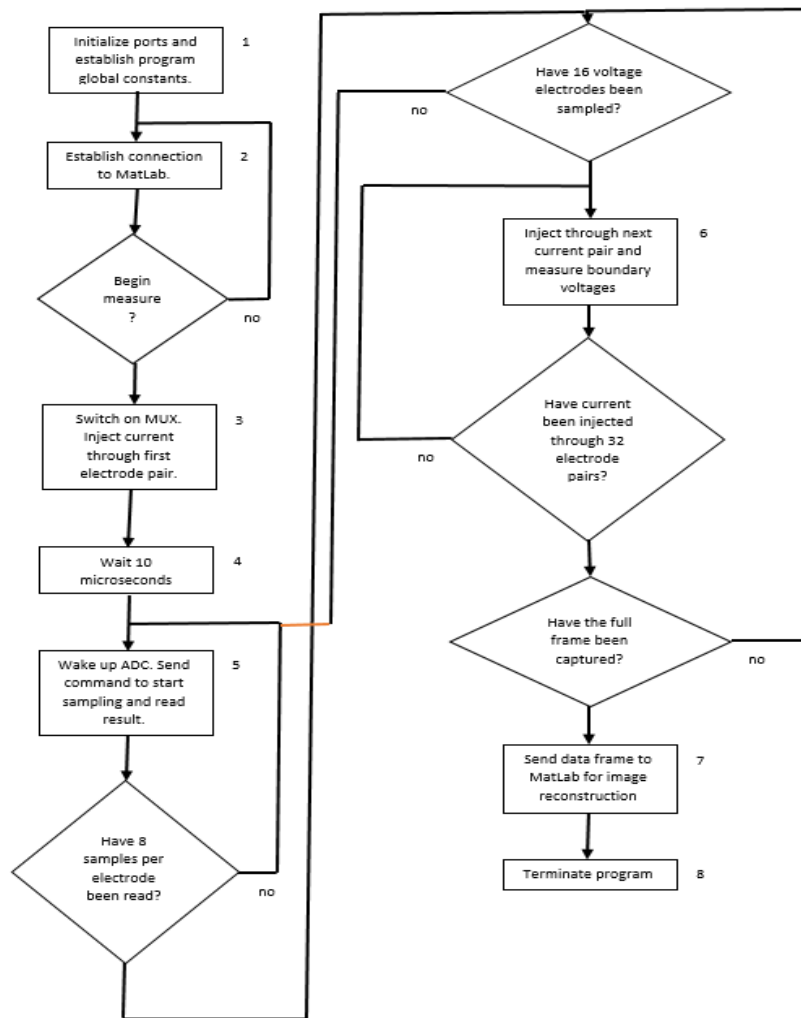 Initialize ports and
establish program
global constants.
1
Establish connection
to MatLab.
2
Begin
measure
?
no
Switch on MUX.
Inject current
through first
electrode pair.
3
Wait 10
microseconds
4
Wake up ADC. Send
command to start
sampling and read
result.
5
Have 8
samples per
electrode
been read?
no
Have 16 voltage
electrodes been
sampled?
no
Inject through next
current pair and
measure boundary
voltages
6
Have current
been injected
through 32
electrode
pairs?
no
Have the full
frame been
captured?
no
Send data frame to
MatLab for image
reconstruction
7
Terminate program
8